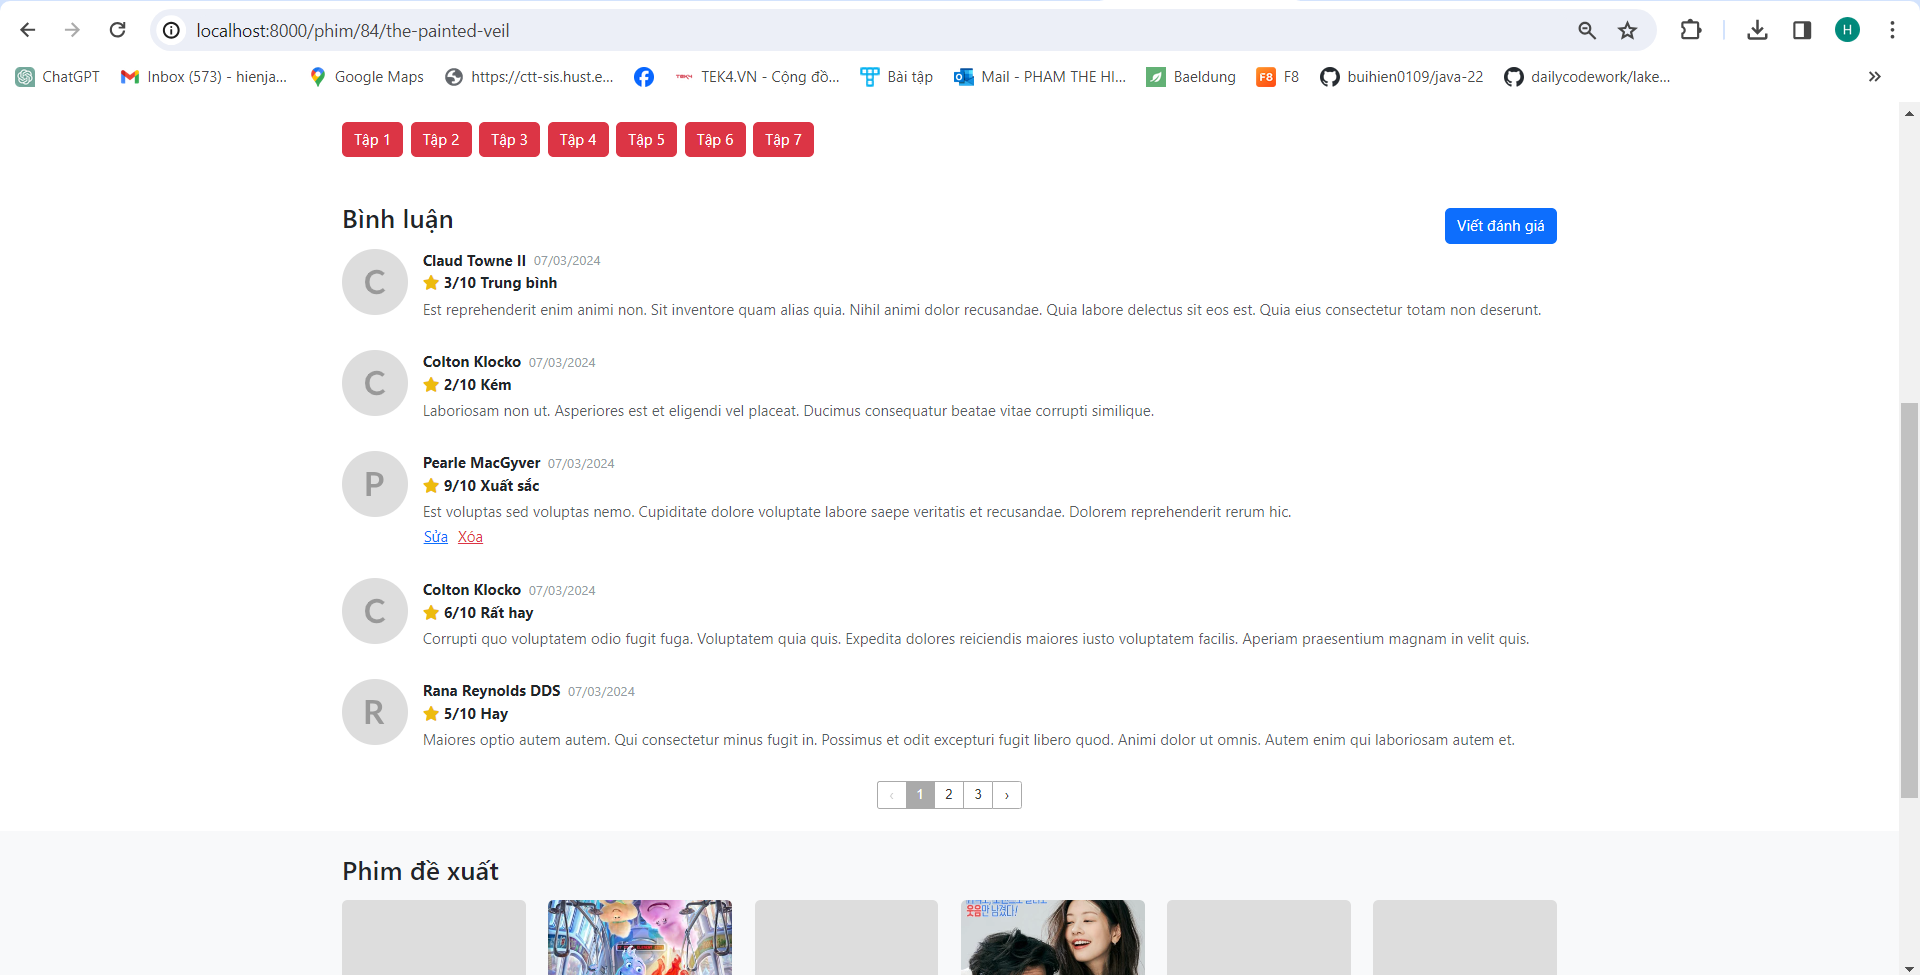 localhost:8000/phim/84/the-painted-veil
H
ChatGPT
Inbox (573) - hienja...
Google Maps
https://ctt-sis.hust.e...
TEK4 TEK4.VN - Cộng đồ...
Bài tập
Mail - PHAM THE HI...
Baeldung
F8 F8
buihien0109/java-22
dailycodework/lake...
»
Tập 1
Tập 2
Tập 3
Tập 4
Tập 5
Tập 6
Tập 7
Bình luận
Viết đánh giá
C
Claud Towne II 07/03/2024
3/10 Trung bình
Est reprehenderit enim animi non. Sit inventore quam alias quia. Nihil animi dolor recusandae. Quia labore delectus sit eos est. Quia eius consectetur totam non deserunt.
C
Colton Klocko 07/03/2024
2/10 Kém
Laboriosam non ut. Asperiores est et eligendi vel placeat. Ducimus consequatur beatae vitae corrupti similique.
P
Pearle MacGyver 07/03/2024
9/10 Xuất sắc
Est voluptas sed voluptas nemo. Cupiditate dolore voluptate labore saepe veritatis et recusandae. Dolorem reprehenderit rerum hic.
Sửa Xóa
C
Colton Klocko 07/03/2024
6/10 Rất hay
Corrupti quo voluptatem odio fugit fuga. Voluptatem quia quis. Expedita dolores reiciendis maiores iusto voluptatem facilis. Aperiam praesentium magnam in velit quis.
R
Rana Reynolds DDS 07/03/2024
5/10 Hay
Maiores optio autem autem. Qui consectetur minus fugit in. Possimus et odit excepturi fugit libero quod. Animi dolor ut omnis. Autem enim qui laboriosam autem et.
‹ 1 2 3 ›
Phim đề xuất
웃음만 남겼다!